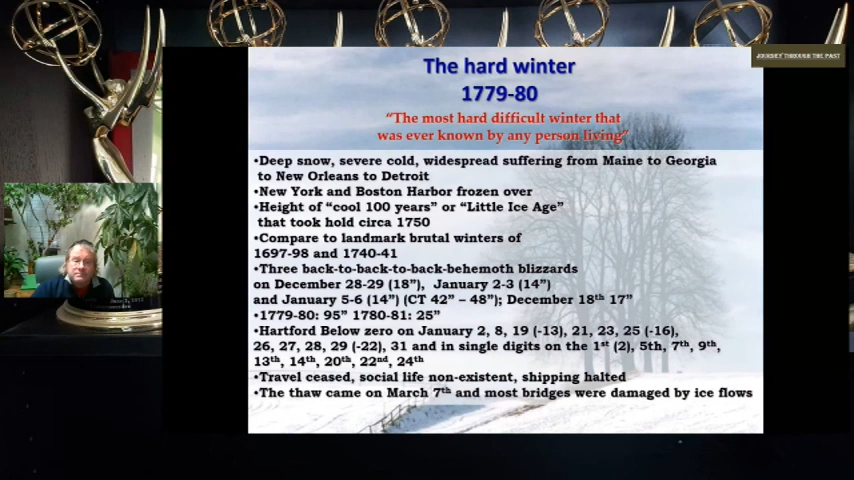 JOURNEY THROUGH THE PAST
The hard winter
1779-80
“The most hard difficult winter that
was ever known by any person living”
•Deep snow, severe cold, widespread suffering from Maine to Georgia
to New Orleans to Detroit
•New York and Boston Harbor frozen over
•Height of “cool 100 years” or “Little Ice Age”
that took hold circa 1750
•Compare to landmark brutal winters of
1697-98 and 1740-41
•Three back-to-back-to-back-behemoth blizzards
on December 28-29 (18”),  January 2-3 (14”)
and January 5-6 (14”) (CT 42” – 48”); December 18th 17”
•1779-80: 95” 1780-81: 25”
•Hartford Below zero on January 2, 8, 19 (-13), 21, 23, 25 (-16),
26, 27, 28, 29 (-22), 31 and in single digits on the 1st (2), 5th, 7th, 9th,
13th, 14th, 20th, 22nd, 24th
•Travel ceased, social life non-existent, shipping halted
•The thaw came on March 7th and most bridges were damaged by ice flows